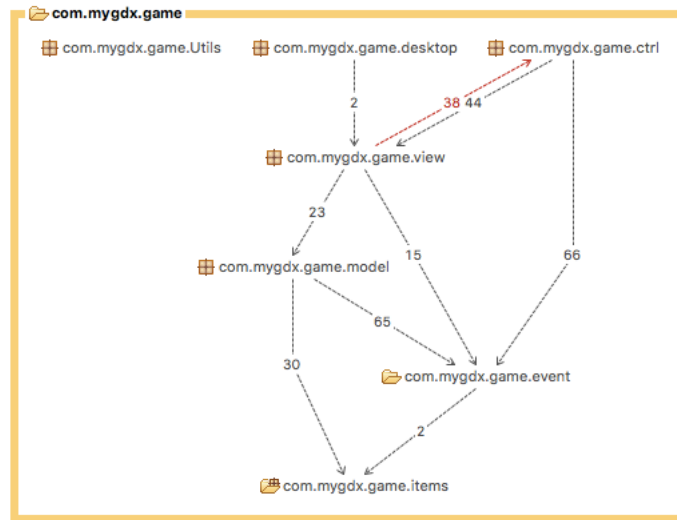 com.mygdx.game
com.mygdx.game.Utils com.mygdx.game.desktop com.mygdx.game.ctrl
2 38 44
com.mygdx.game.view
23
15 66
com.mygdx.game.model
65
30
com.mygdx.game.event
2
com.mygdx.game.items